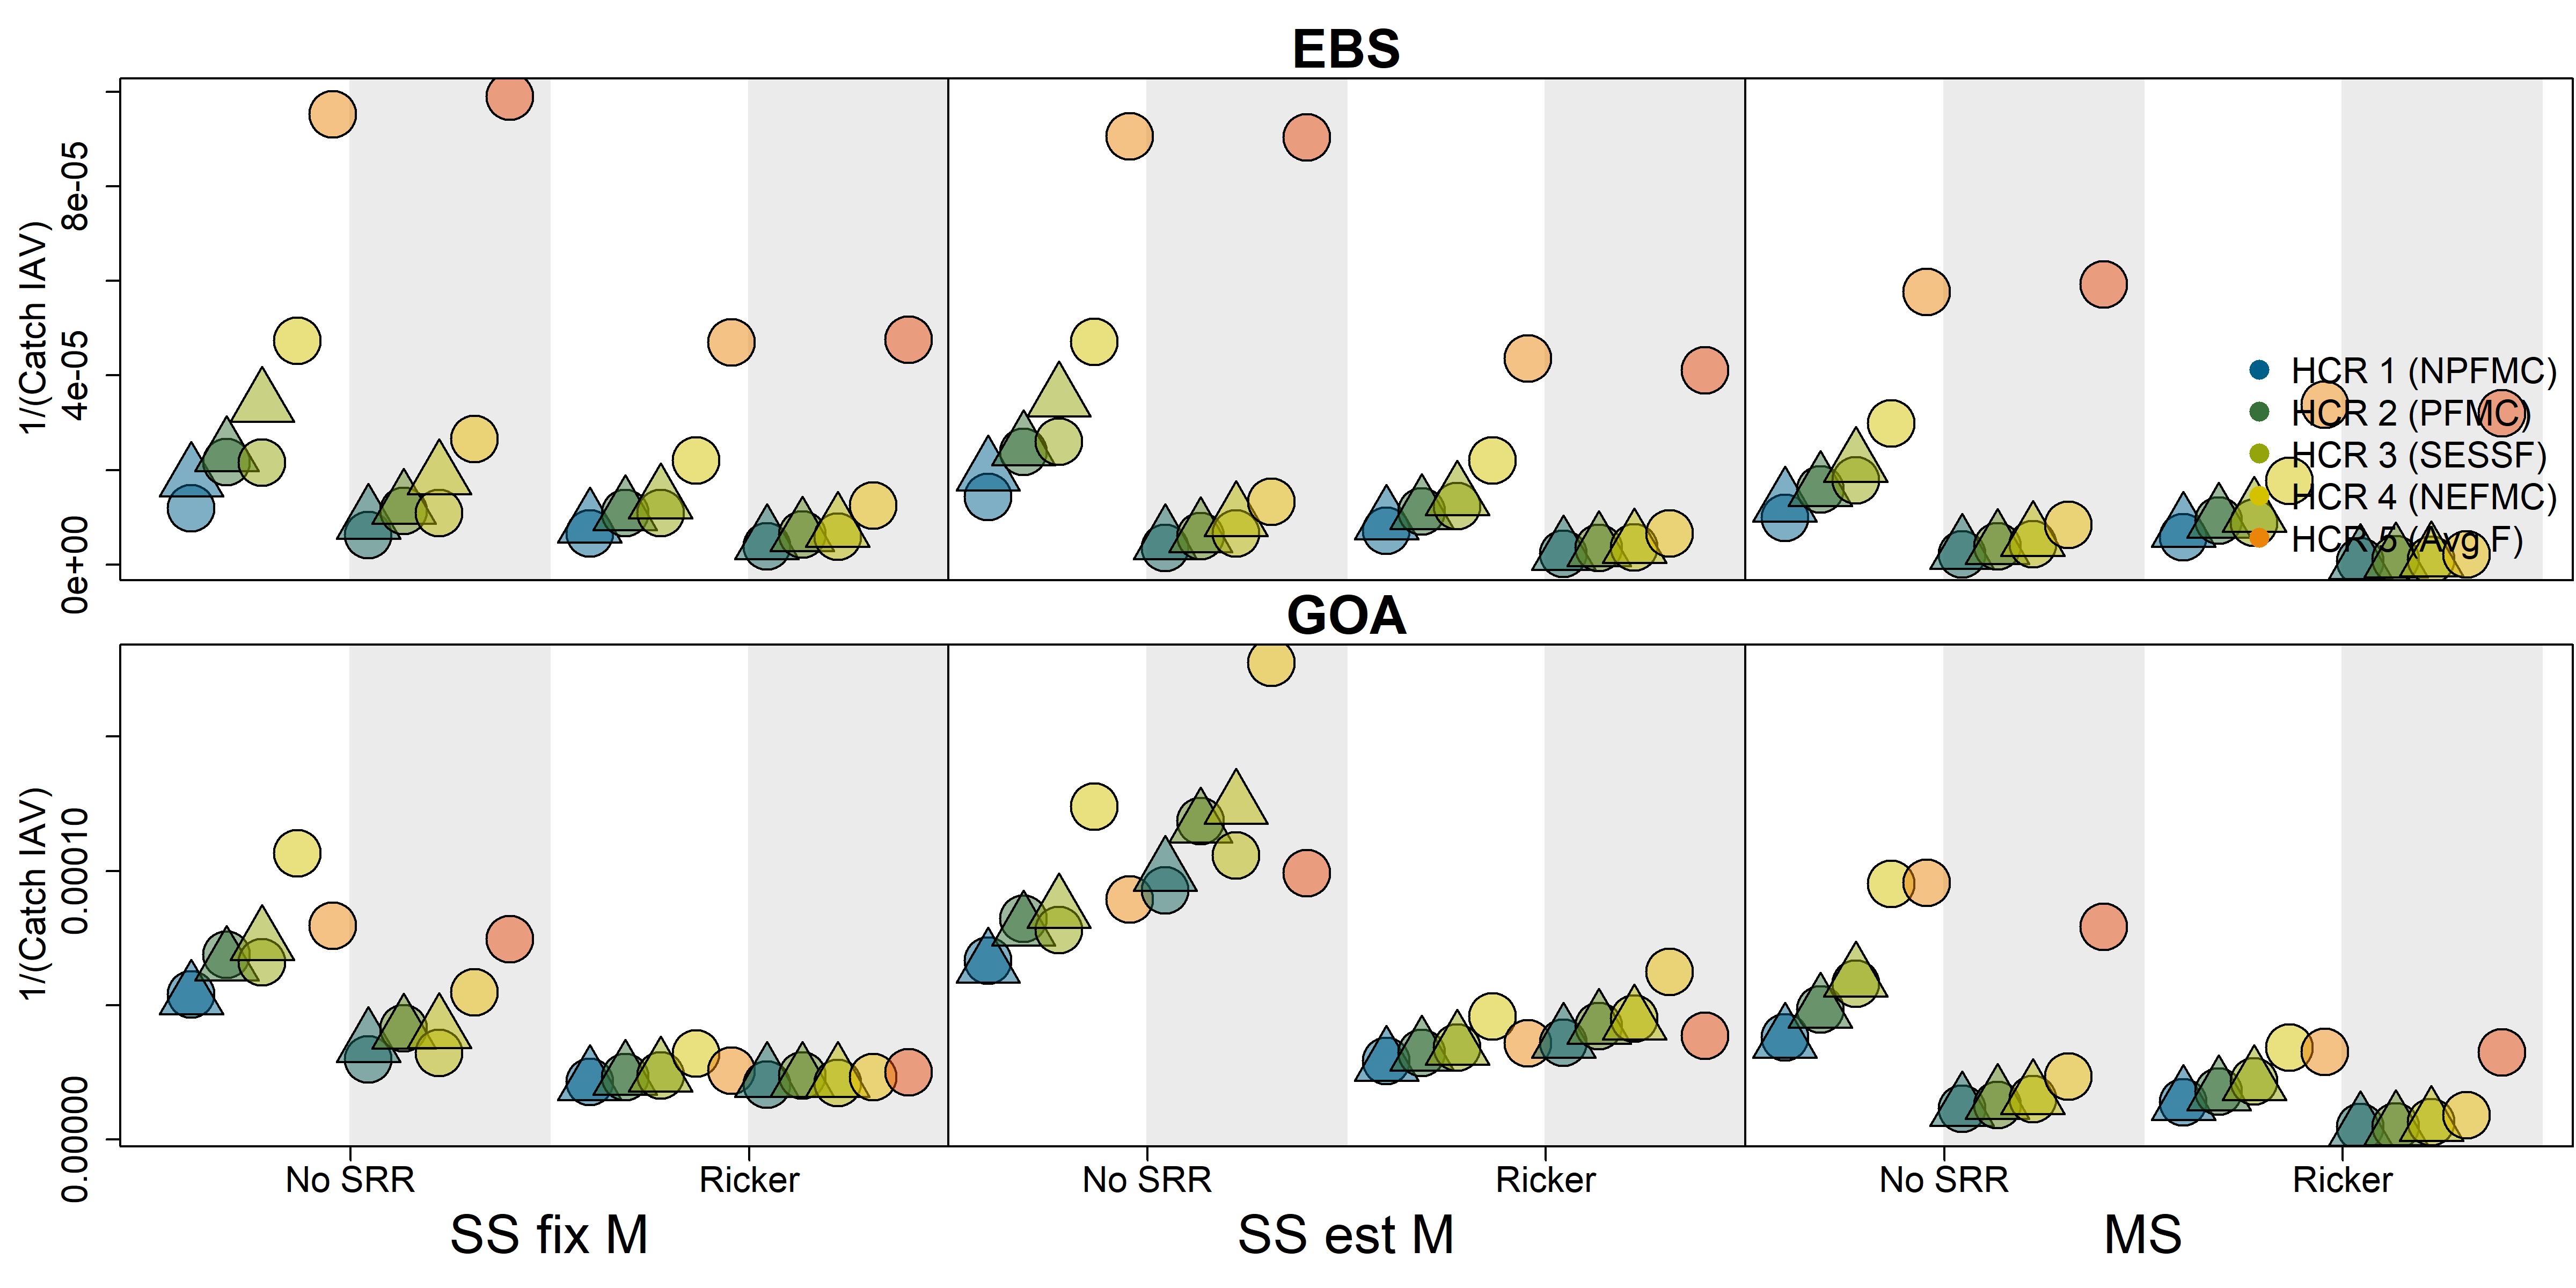 EBS
1/(Catch IAV)
8e-05
4e-05
0e+00
HCR 1 (NPFMC)
HCR 2 (PFMC)
HCR 3 (SESSF)
HCR 4 (NEFMC)
HCR 5 (Avg F)
GOA
1/(Catch IAV)
0.00010
0.00000
No SRR Ricker No SRR Ricker No SRR Ricker
SS fix M SS est M MS